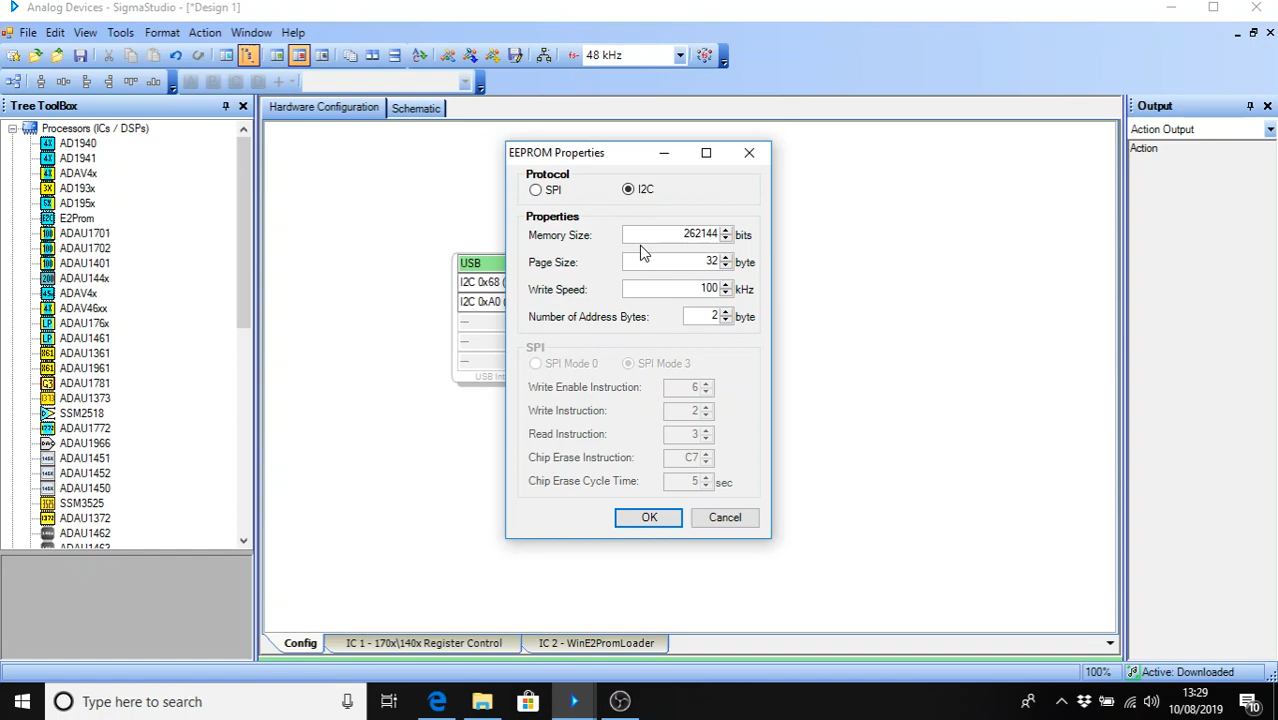 Analog Devices - SigmaStudio - [*Design 1]
File Edit View Tools Format Action Window Help
fs= 48 kHz
Tree ToolBox
Hardware Configuration Schematic
Output
Processors (ICs / DSPs)
AD1940
AD1941
ADAV4x
AD193x
AD195x
E2Prom
ADAU1701
ADAU1702
ADAU1401
ADAU144x
ADAV4x
ADAV46xx
ADAU176x
ADAU1461
ADAU1361
ADAU1961
ADAU1781
ADAU1373
SSM2518
ADAU1772
ADAU1966
ADAU1451
ADAU1452
ADAU1450
SSM3525
ADAU1372
ADAU1462
ADAU1463
USB
I2C 0x68 (
I2C 0xA0 (
---
---
---
USB Int
EEPROM Properties
Protocol
SPI I2C
Properties
Memory Size: 262144 bits
Page Size: 32 byte
Write Speed: 100 kHz
Number of Address Bytes: 2 byte
SPI
SPI Mode 0 SPI Mode 3
Write Enable Instruction: 6
Write Instruction: 2
Read Instruction: 3
Chip Erase Instruction: C7
Chip Erase Cycle Time: 5 sec
OK Cancel
Action Output
Action
Config IC 1 - 170x\140x Register Control IC 2 - WinE2PromLoader
100% Active: Downloaded
Type here to search
13:29
10/08/2019
10